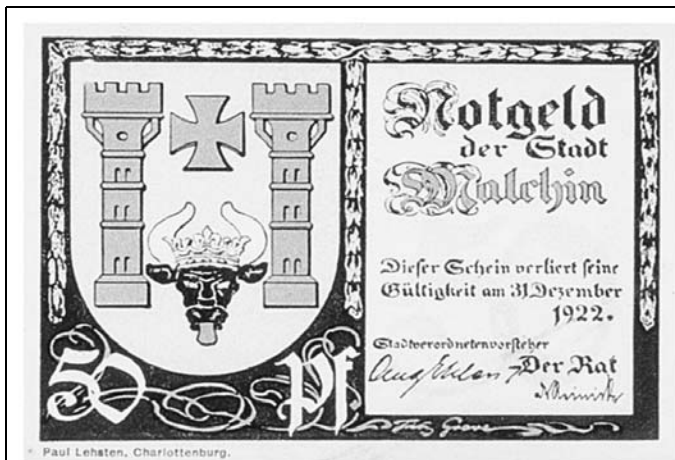 Notgeld
der Stadt
Malchin
Dieser Schein verliert seine
Gültigkeit am 31. Dezember
1922.
Stadtverordnetenvorsteher
Der Rat
50 Pf.
Paul Lehsten, Charlottenburg.